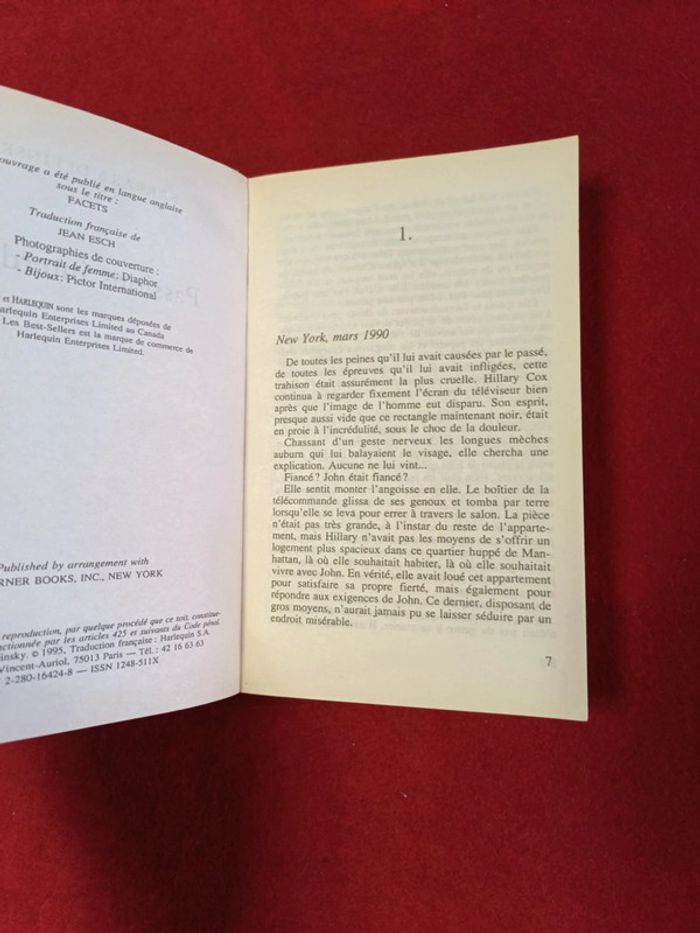 ouvrage a été publié en langue anglaise
sous le titre :
FACETS
Traduction française de
JEAN ESCH
Photographies de couverture :
- Portrait de femme: Diaphor
- Bijoux: Pictor International
et HARLEQUIN sont les marques déposées de
arlequin Enterprises Limited au Canada
Les Best-Sellers est la marque de commerce de
Harlequin Enterprises Limited.
Published by arrangement with
RNER BOOKS, INC., NEW YORK
reproduction, par quelque procédé que ce soit, constitue-
nctionnée par les articles 425 et suivants du Code pénal.
insky. © 1995, Traduction française : Harlequin S.A.
Vincent-Auriol, 75013 Paris — Tél. : 42 16 63 63
2-280-16424-8 — ISSN 1248-511X
1.
New York, mars 1990
De toutes les peines qu'il lui avait causées par le passé,
de toutes les épreuves qu'il lui avait infligées, cette
trahison était assurément la plus cruelle. Hillary Cox
continua à regarder fixement l'écran du téléviseur bien
après que l'image de l'homme eut disparu. Son esprit,
presque aussi vide que ce rectangle maintenant noir, était
en proie à l'incrédulité, sous le choc de la douleur.
Chassant d'un geste nerveux les longues mèches
auburn qui lui balayaient le visage, elle chercha une
explication. Aucune ne lui vint...
Fiancé ? John était fiancé ?
Elle sentit monter l'angoisse en elle. Le boîtier de la
télécommande glissa de ses genoux et tomba par terre
lorsqu'elle se leva pour errer à travers le salon. La pièce
n'était pas très grande, à l'instar du reste de l'apparte-
ment, mais Hillary n'avait pas les moyens de s'offrir un
logement plus spacieux dans ce quartier huppé de Man-
hattan, là où elle souhaitait habiter, là où elle souhaitait
vivre avec John. En vérité, elle avait loué cet appartement
pour satisfaire sa propre fierté, mais également pour
répondre aux exigences de John. Ce dernier, disposant de
gros moyens, n'aurait jamais pu se laisser séduire par un
endroit misérable.
7